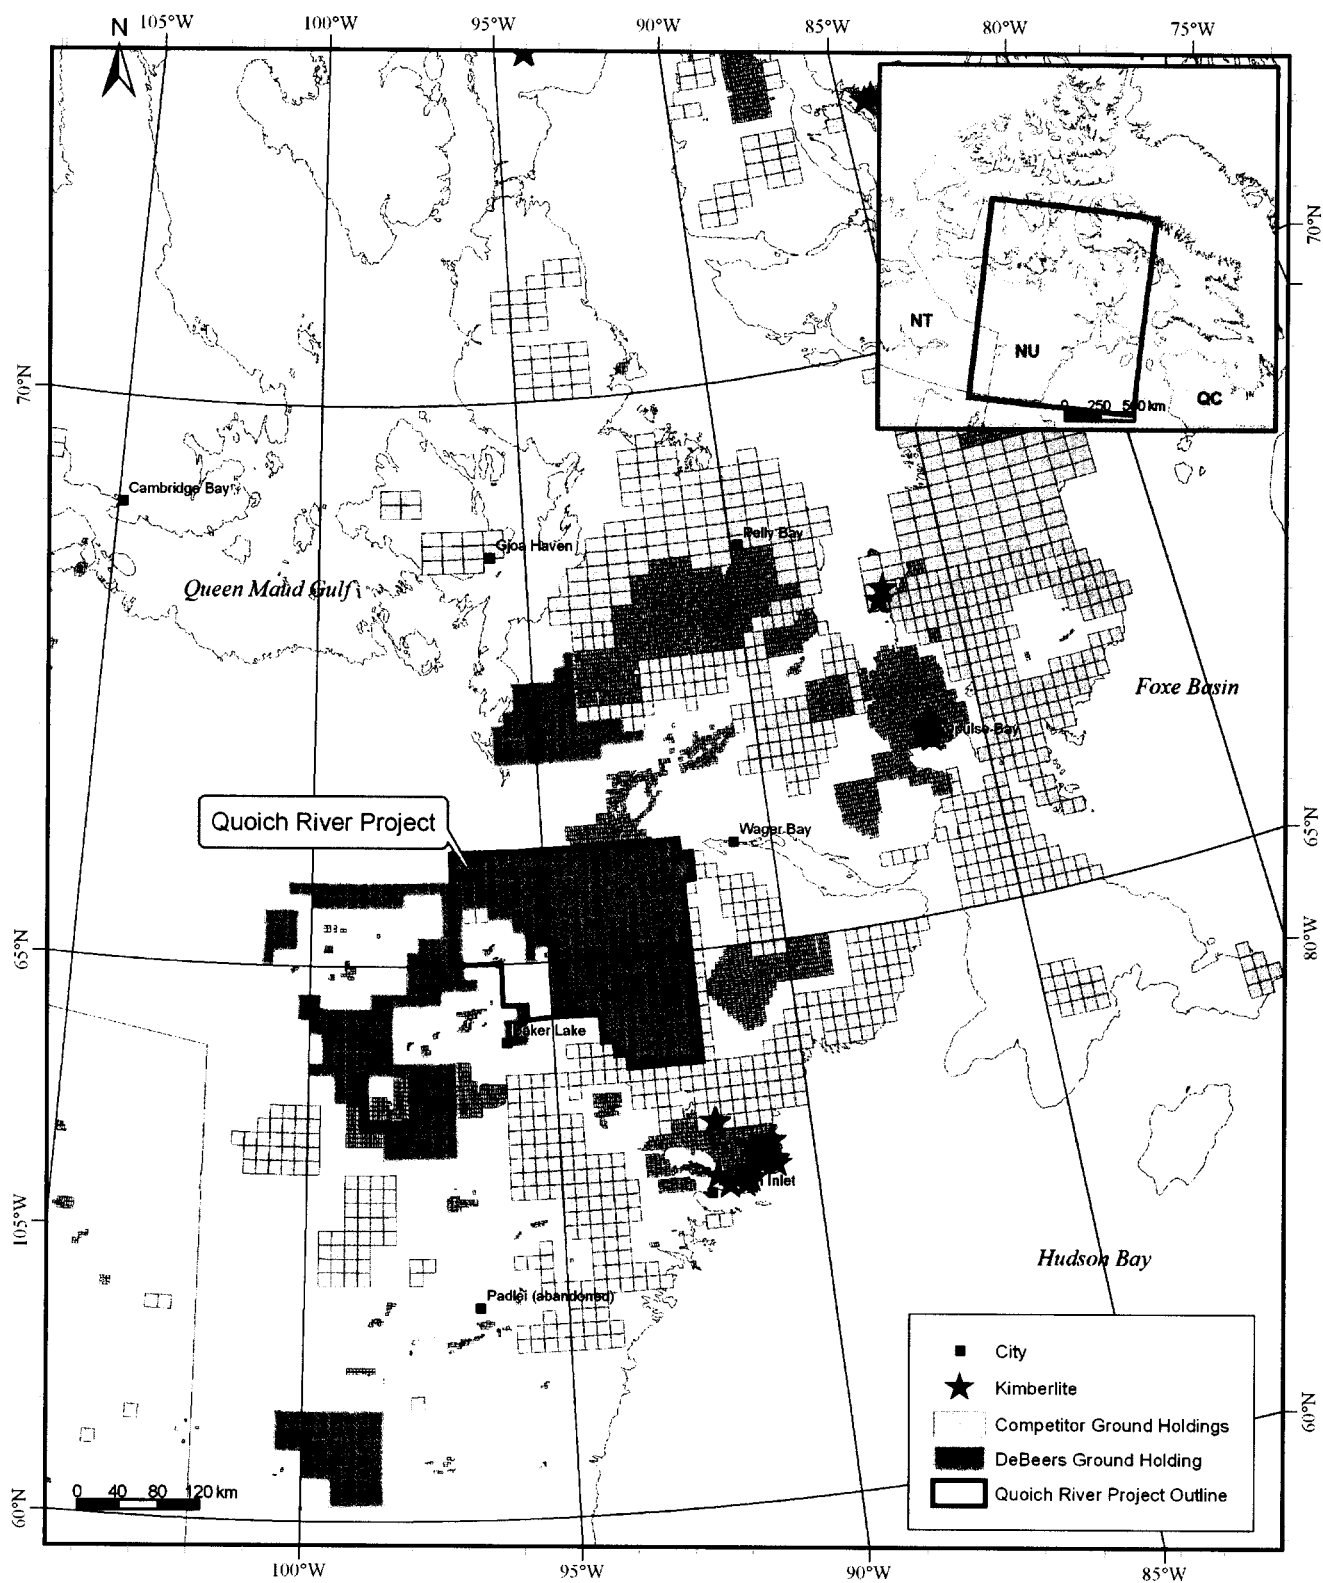 N
105°W
100°W
95°W
90°W
85°W
80°W
75°W
70°N
NT
NU
QC
0 250 500 km
70°N
Cambridge Bay
Gjoa Haven
Pelly Bay
Queen Maud Gulf
Foxe Basin
Quoich River Project
Wager Bay
65°N
80°W
65°N
Baker Lake
Inlet
105°W
Hudson Bay
Padlei (abandoned)
City
Kimberlite
Competitor Ground Holdings
DeBeers Ground Holding
Quoich River Project Outline
60°N
0 40 80 120 km
60°N
100°W
95°W
90°W
85°W